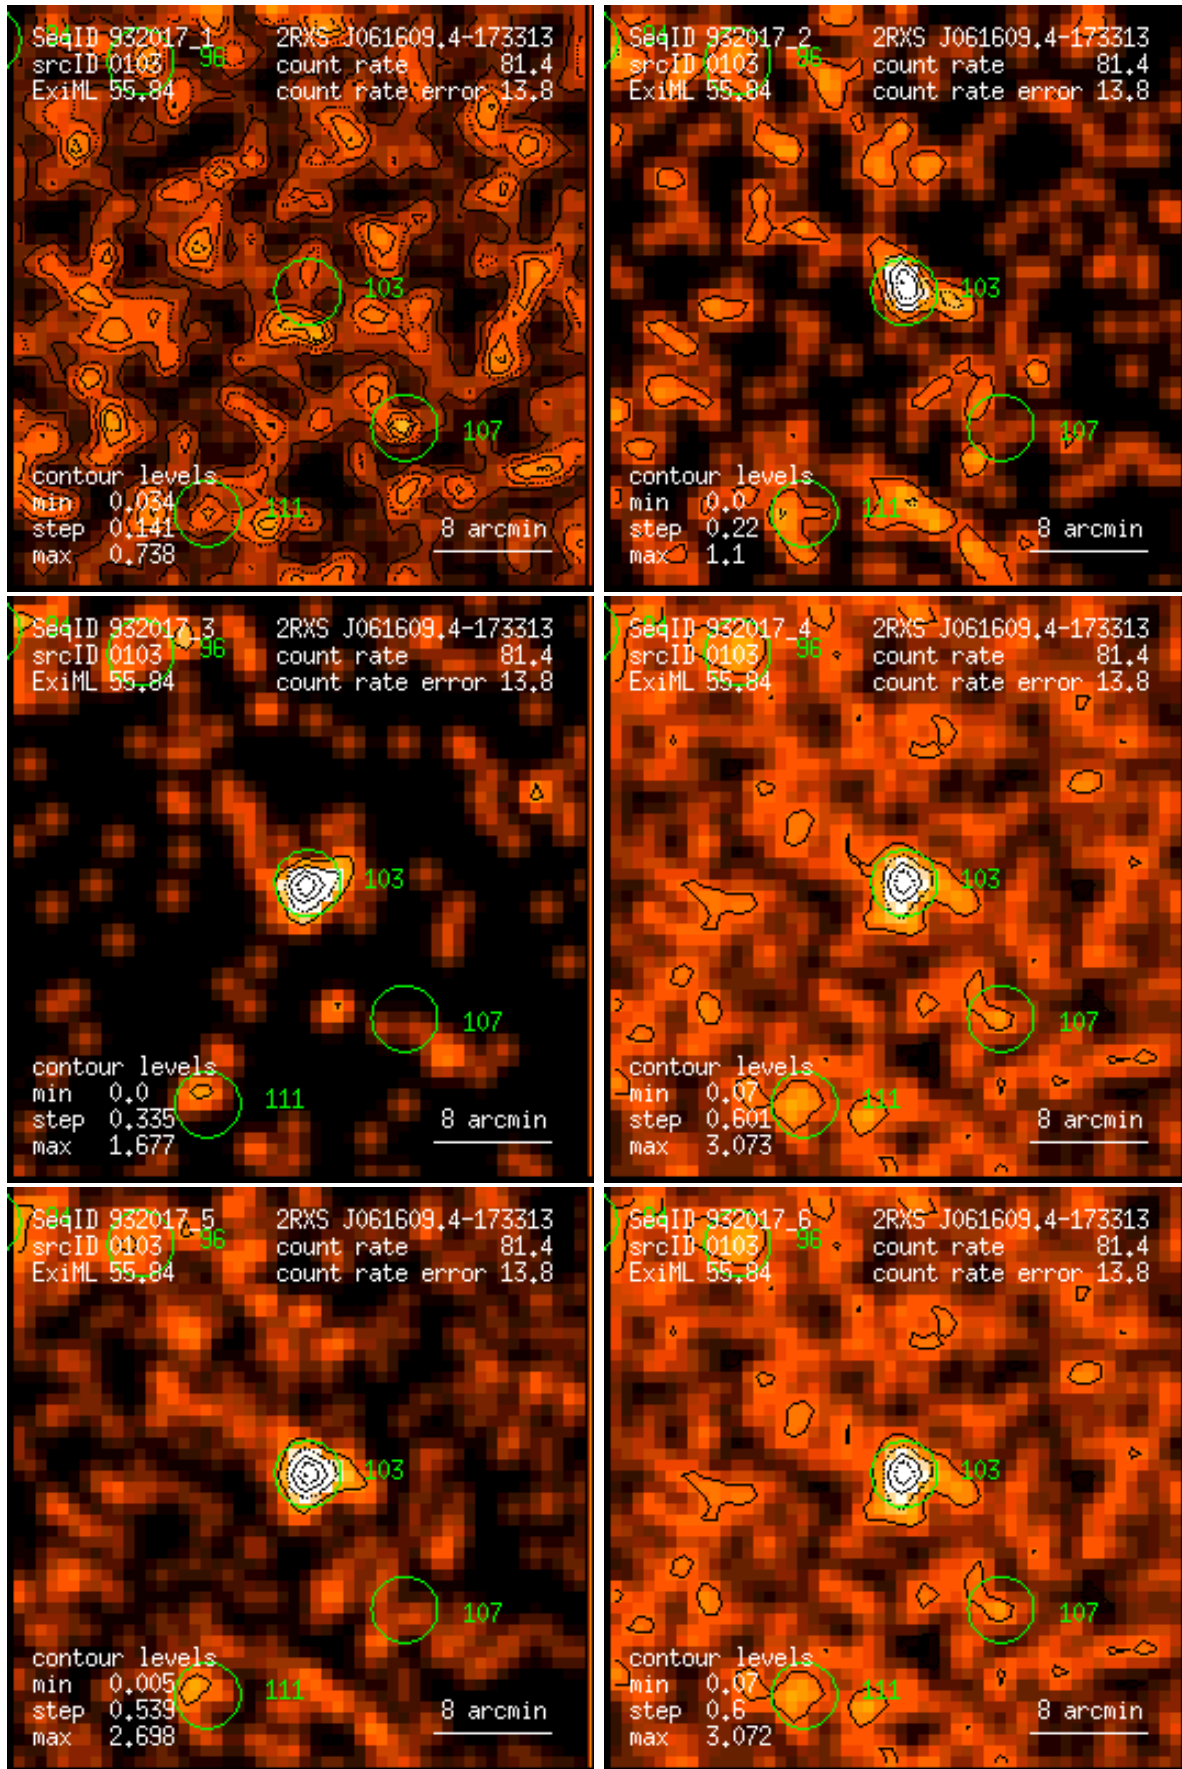 SeqID 932017_1 2RXS J061609.4-173313
srcID 0103 96 count rate 81.4
ExiML 55.84 count rate error 13.8
103
107
contour levels
min 0.034
111
step 0.141 8 arcmin
max 0.738
SeqID 932017_2 2RXS J061609.4-173313
srcID 0103 96 count rate 81.4
ExiML 55.84 count rate error 13.8
103
107
contour levels
min 0.0
111
step 0.22 8 arcmin
max 1.1
SeqID 932017_3 2RXS J061609.4-173313
srcID 0103 96 count rate 81.4
ExiML 55.84 count rate error 13.8
103
107
contour levels
min 0.0
111
step 0.335 8 arcmin
max 1.677
SeqID 932017_4 2RXS J061609.4-173313
srcID 0103 96 count rate 81.4
ExiML 55.84 count rate error 13.8
103
107
contour levels
min 0.07
111
step 0.601 8 arcmin
max 3.073
SeqID 932017_5 2RXS J061609.4-173313
srcID 0103 96 count rate 81.4
ExiML 55.84 count rate error 13.8
103
107
contour levels
min 0.005
111
step 0.539 8 arcmin
max 2.698
SeqID 932017_6 2RXS J061609.4-173313
srcID 0103 96 count rate 81.4
ExiML 55.84 count rate error 13.8
103
107
contour levels
min 0.07
111
step 0.6 8 arcmin
max 3.072